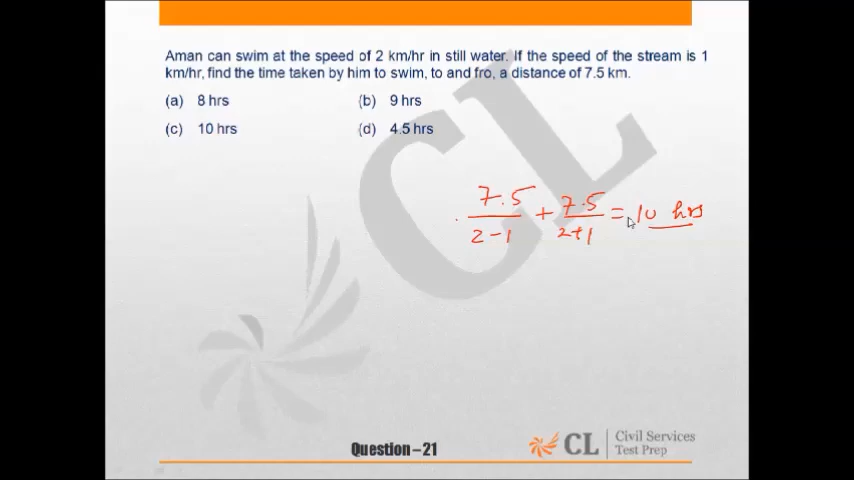 Aman can swim at the speed of 2 km/hr in still water. If the speed of the stream is 1
km/hr, find the time taken by him to swim, to and fro, a distance of 7.5 km.
(a) 8 hrs (b) 9 hrs
(c) 10 hrs (d) 4.5 hrs
7.5/2-1 + 7.5/2+1 = 10 hrs
CL
Question – 21
CL Civil Services
Test Prep